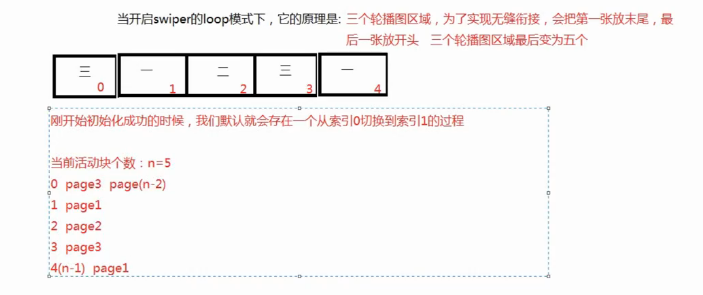 当开启swiper的loop模式下，它的原理是: 三个轮播图区域，为了实现无缝衔接，会把第一张放末尾，最
后一张放开头 三个轮播图区域最后变为五个
三 一 二 三 一
0 1 2 3 4
刚开始初始化成功的时候，我们默认就会存在一个从索引0切换到索引1的过程
当前活动块个数：n=5
0 page3 page(n-2)
1 page1
2 page2
3 page3
4(n-1) page1